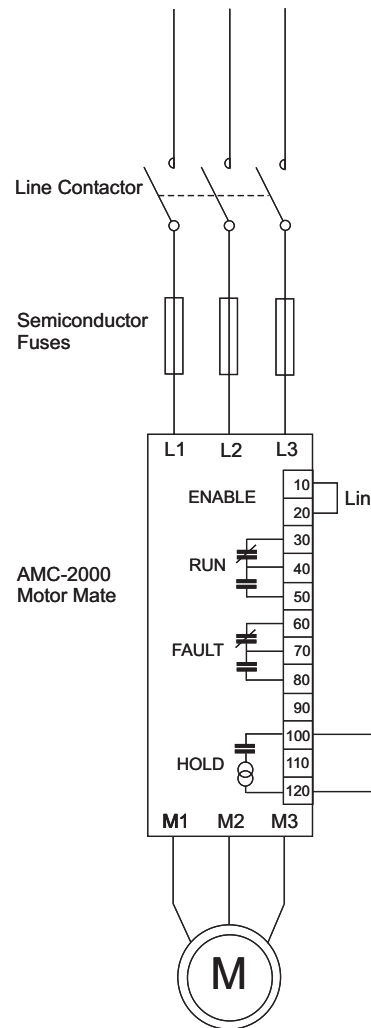 Line Contactor
Semiconductor
Fuses
L1 L2 L3
ENABLE
10
20
Lin
30
RUN
40
50
AMC-2000
Motor Mate
60
FAULT
70
80
90
100
HOLD
110
120
M1 M2 M3
M